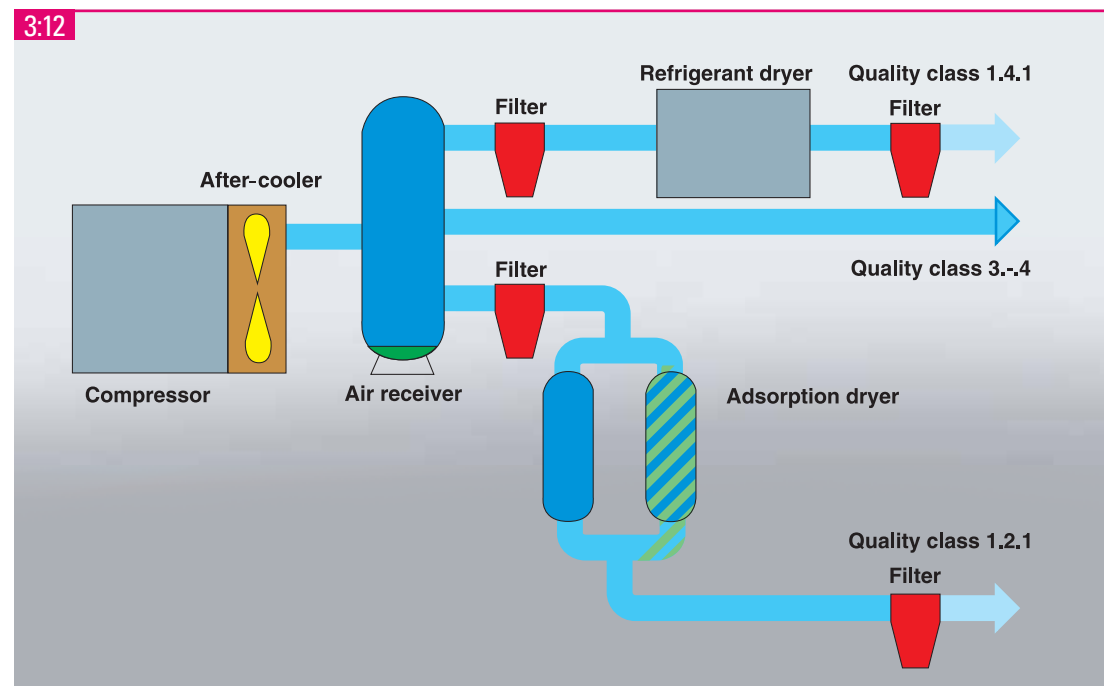 3:12
Refrigerant dryer
Quality class 1.4.1
Filter
Filter
After-cooler
Quality class 3.-.4
Filter
Compressor
Air receiver
Adsorption dryer
Quality class 1.2.1
Filter